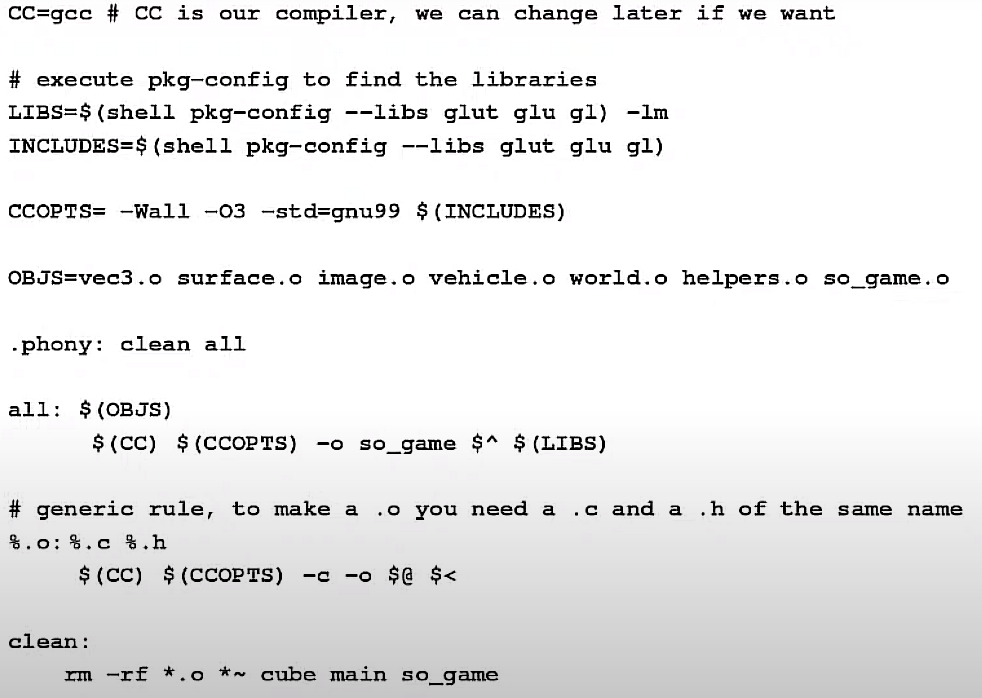 CC=gcc # CC is our compiler, we can change later if we want
# execute pkg-config to find the libraries
LIBS=$(shell pkg-config --libs glut glu gl) -lm
INCLUDES=$(shell pkg-config --libs glut glu gl)
CCOPTS= -Wall -O3 -std=gnu99 $(INCLUDES)
OBJS=vec3.o surface.o image.o vehicle.o world.o helpers.o so_game.o
.phony: clean all
all: $(OBJS)
$(CC) $(CCOPTS) -o so_game $^ $(LIBS)
# generic rule, to make a .o you need a .c and a .h of the same name
%.o: %.c %.h
$(CC) $(CCOPTS) -c -o $@ $<
clean:
rm -rf *.o *~ cube main so_game